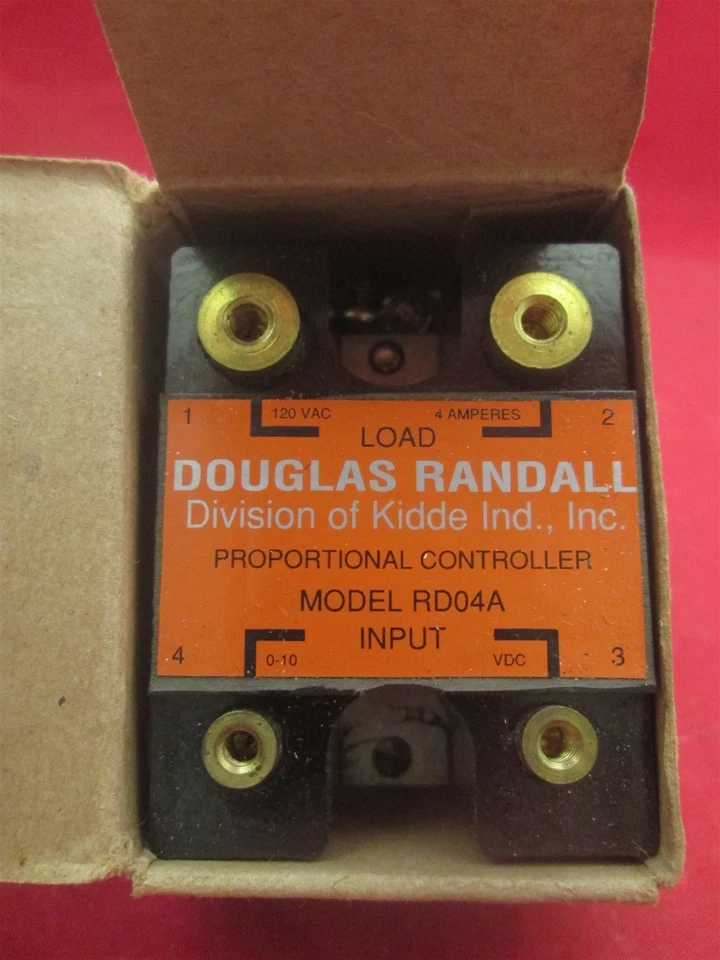 1 120 VAC 4 AMPERES 2
LOAD
DOUGLAS RANDALL
Division of Kidde Ind., Inc.
PROPORTIONAL CONTROLLER
MODEL RD04A
INPUT
4 0-10 VDC 3